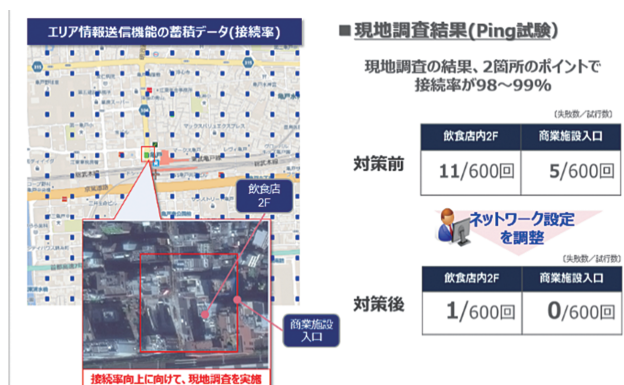 エリア情報送信機能の蓄積データ(接続率)
飲食店
2F
商業施設
入口
接続率向上に向けて、現地調査を実施
■現地調査結果(Ping試験)
現地調査の結果、2箇所のポイントで
接続率が98～99%
(失敗数/試行数)
飲食店内2F 商業施設入口
対策前 11/600回 5/600回
ネットワーク設定
を調整
(失敗数/試行数)
飲食店内2F 商業施設入口
対策後 1/600回 0/600回